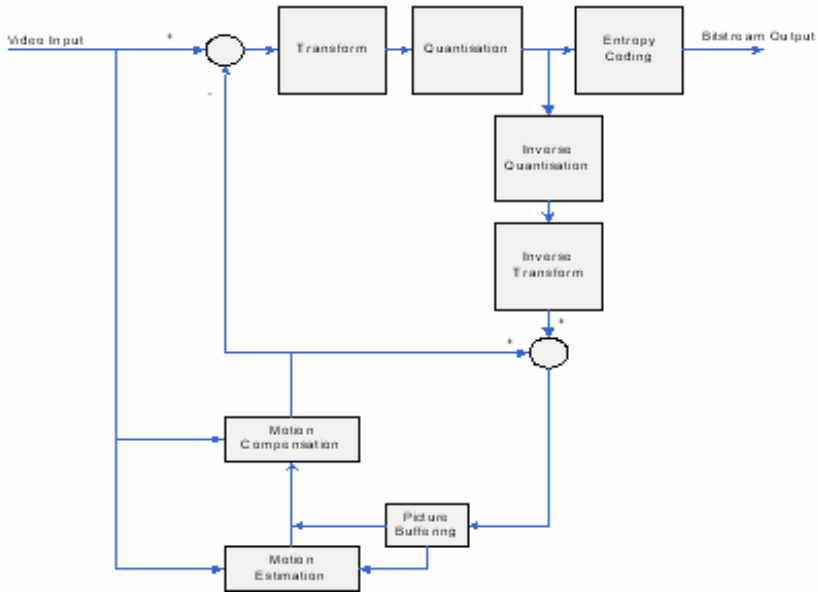 Video Input
+
Transform
Quantisation
Entropy
Coding
Bitstream Output
-
Inverse
Quantisation
Inverse
Transform
+
+
Motion
Compensation
Picture
Buffering
Motion
Estimation